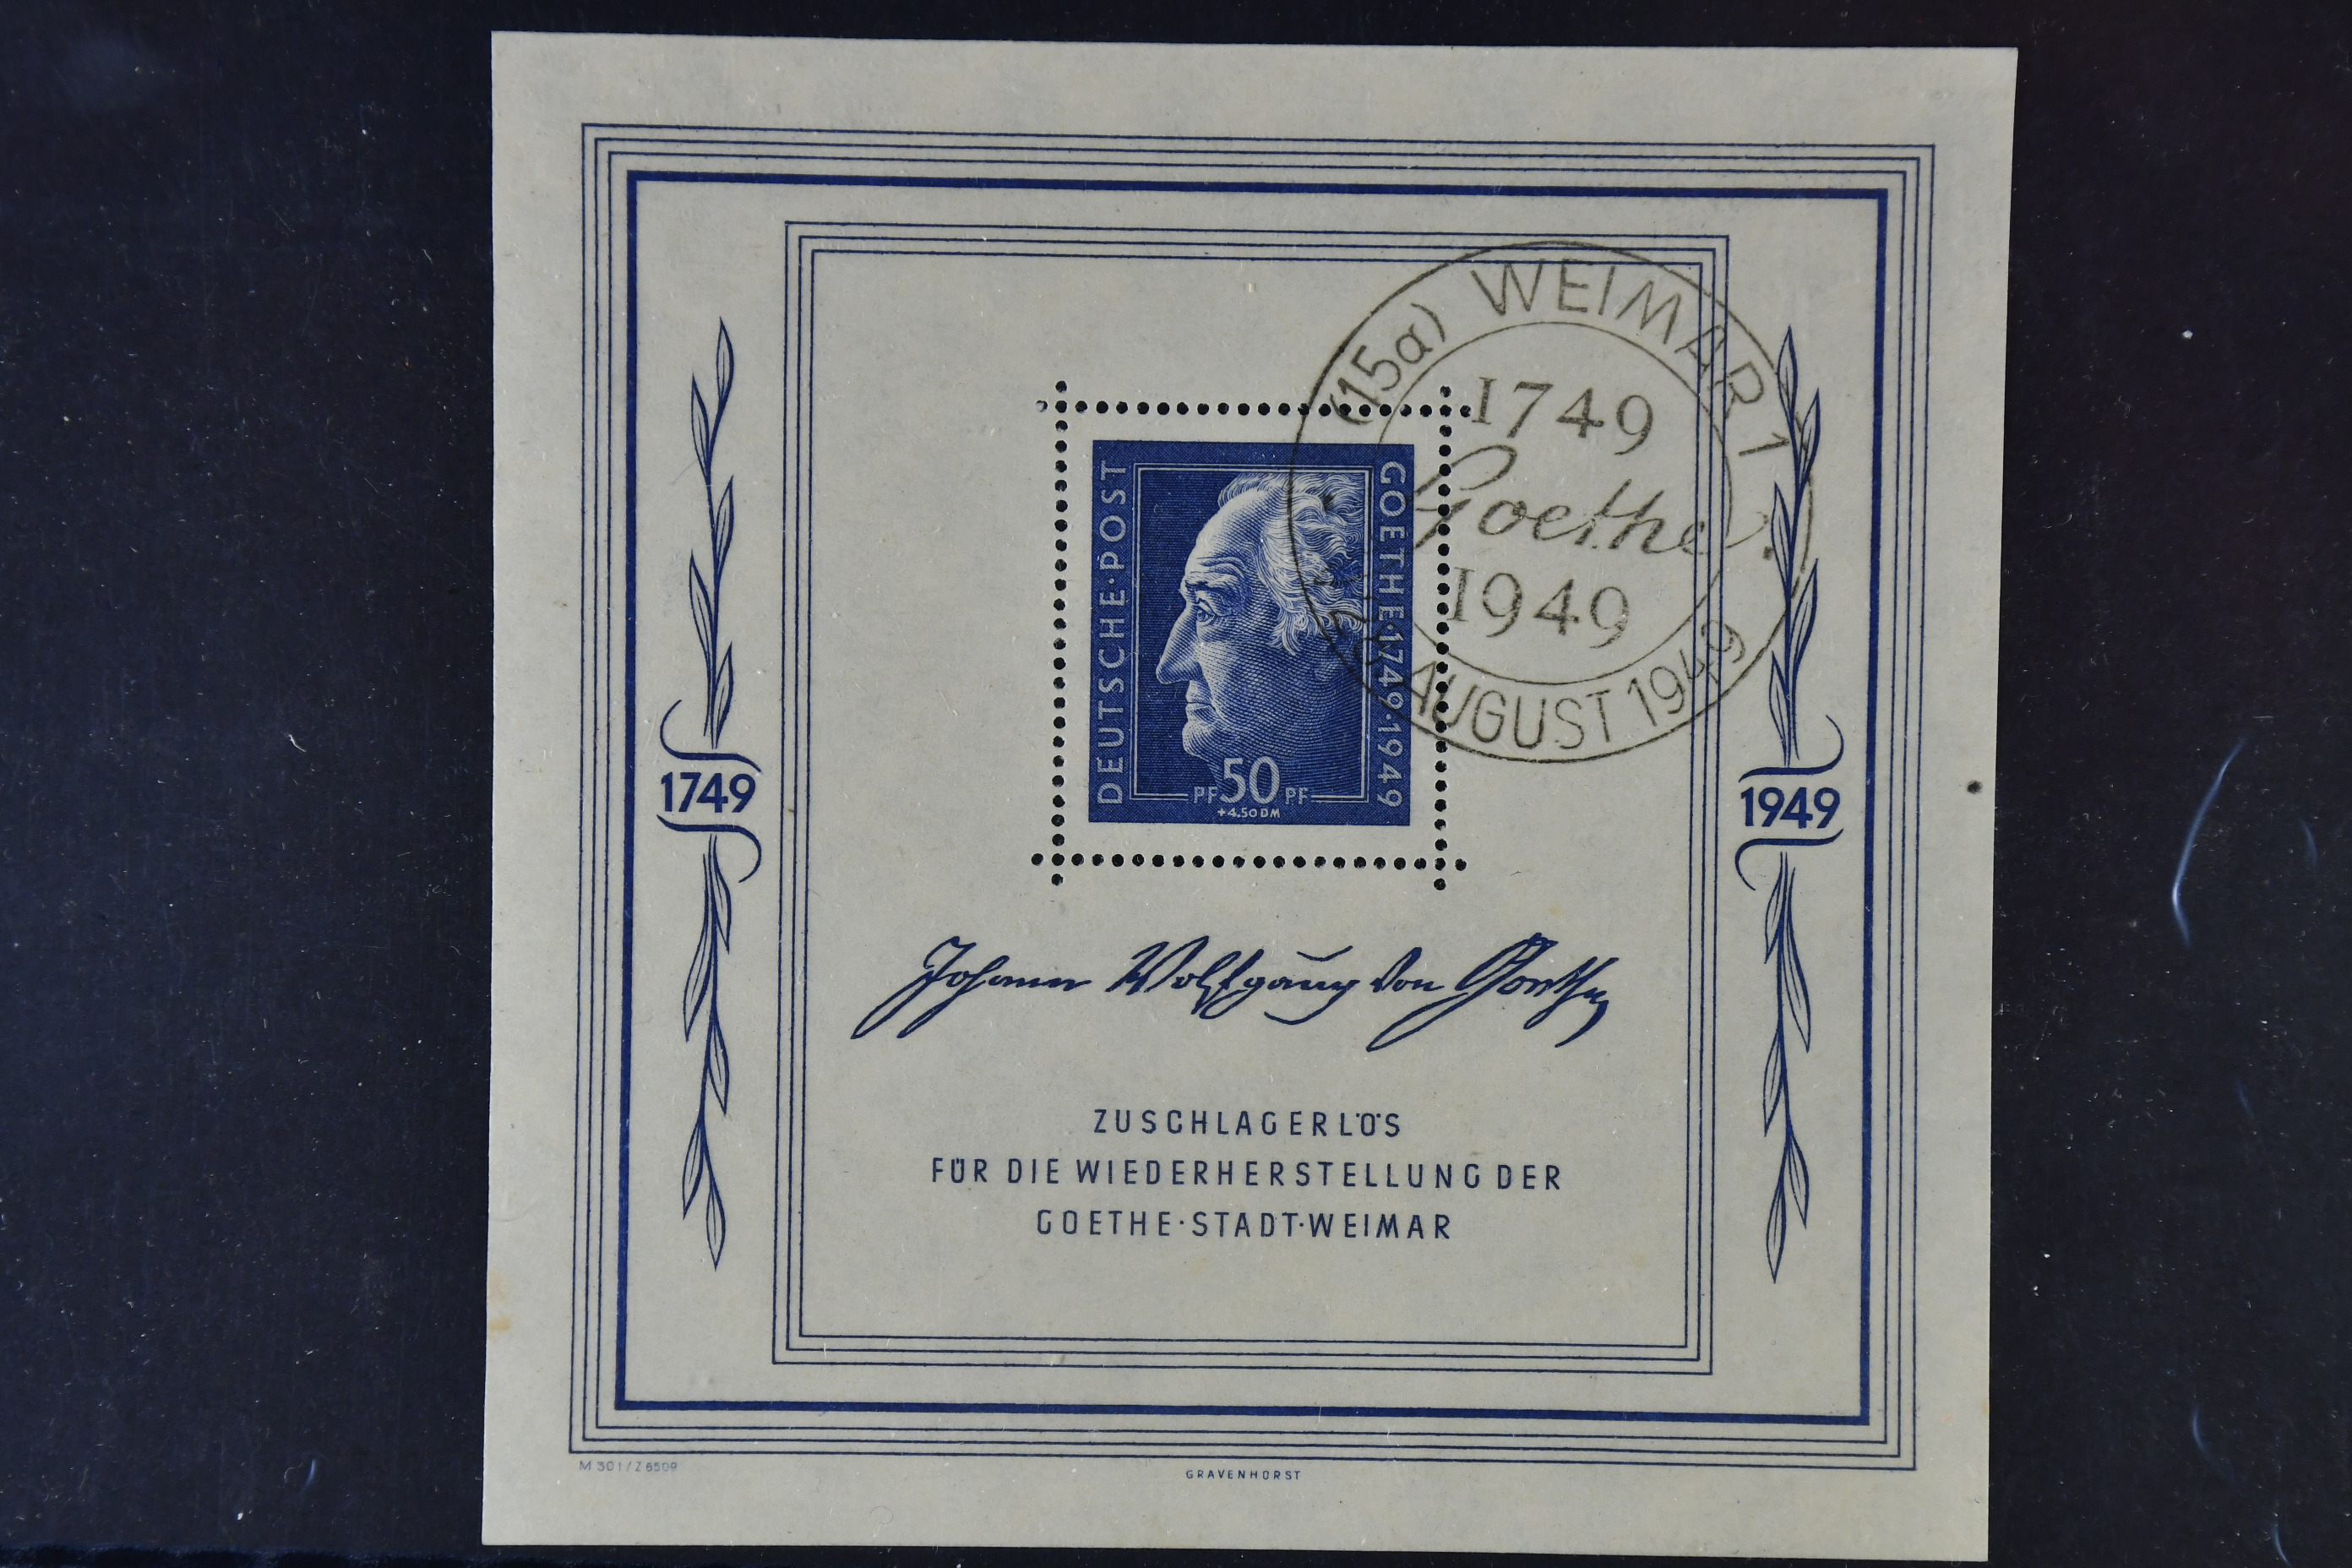 (15a) WEIMAR 1
1749
Goethe
1949
AUGUST 1949
DEUTSCHE·POST
GOETHE·1749·1949
PF 50 PF
+4.50 DM
1749
1949
Johann Wolfgang von Goethe
ZUSCHLAGERLÖS
FÜR DIE WIEDERHERSTELLUNG DER
GOETHE·STADT·WEIMAR
M 301/Z 6509
GRAVENHORST